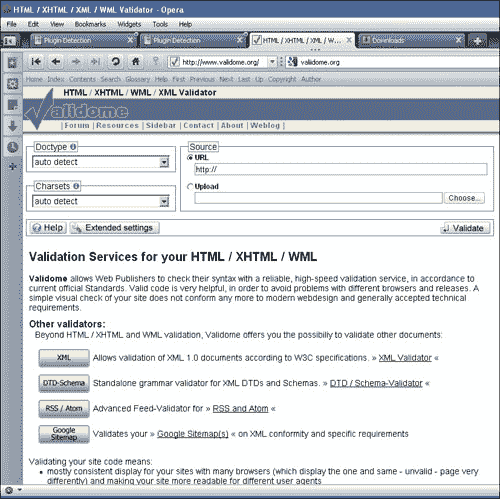 HTML / XHTML / XML / WML Validator - Opera
File Edit View Bookmarks Widgets Tools Help
Plugin Detection Plugin Detection HTML / XHTML / XML / W... Downloads
http://www.validome.org/ validome.org
Home Index Contents Search Glossary Help First Previous Next Last Up Copyright Author
HTML / XHTML / WML / XML Validator
Validome
| Forum | Resources | Sidebar | Contact | About | Weblog |
Doctype
auto detect
Charsets
auto detect
Source
URL
http://
Upload
Choose...
Help Extended settings Validate
Validation Services for your HTML / XHTML / WML
Validome allows Web Publishers to check their syntax with a reliable, high-speed validation service, in accordance to
current official Standards. Valid code is very helpful, in order to avoid problems with different browsers and releases. A
simple visual check of your site does not conform any more to modern webdesign and generally accepted technical
requirements.
Other validators:
Beyond HTML / XHTML and WML validation, Validome offers you the possibiliy to validate other documents:
XML Allows validation of XML 1.0 documents according to W3C specifications. » XML Validator «
DTD-Schema Standalone grammar validator for XML DTDs and Schemas. » DTD / Schema-Validator «
RSS / Atom Advanced Feed-Validator for » RSS and Atom «
Google Sitemap Validates your » Google Sitemap(s) « on XML conformity and specific requirements
Validating your site code means:
• mostly consistent display for your sites with many browsers (which display the one and same - unvalid - page
very differently) and making your site more readable for different user agents